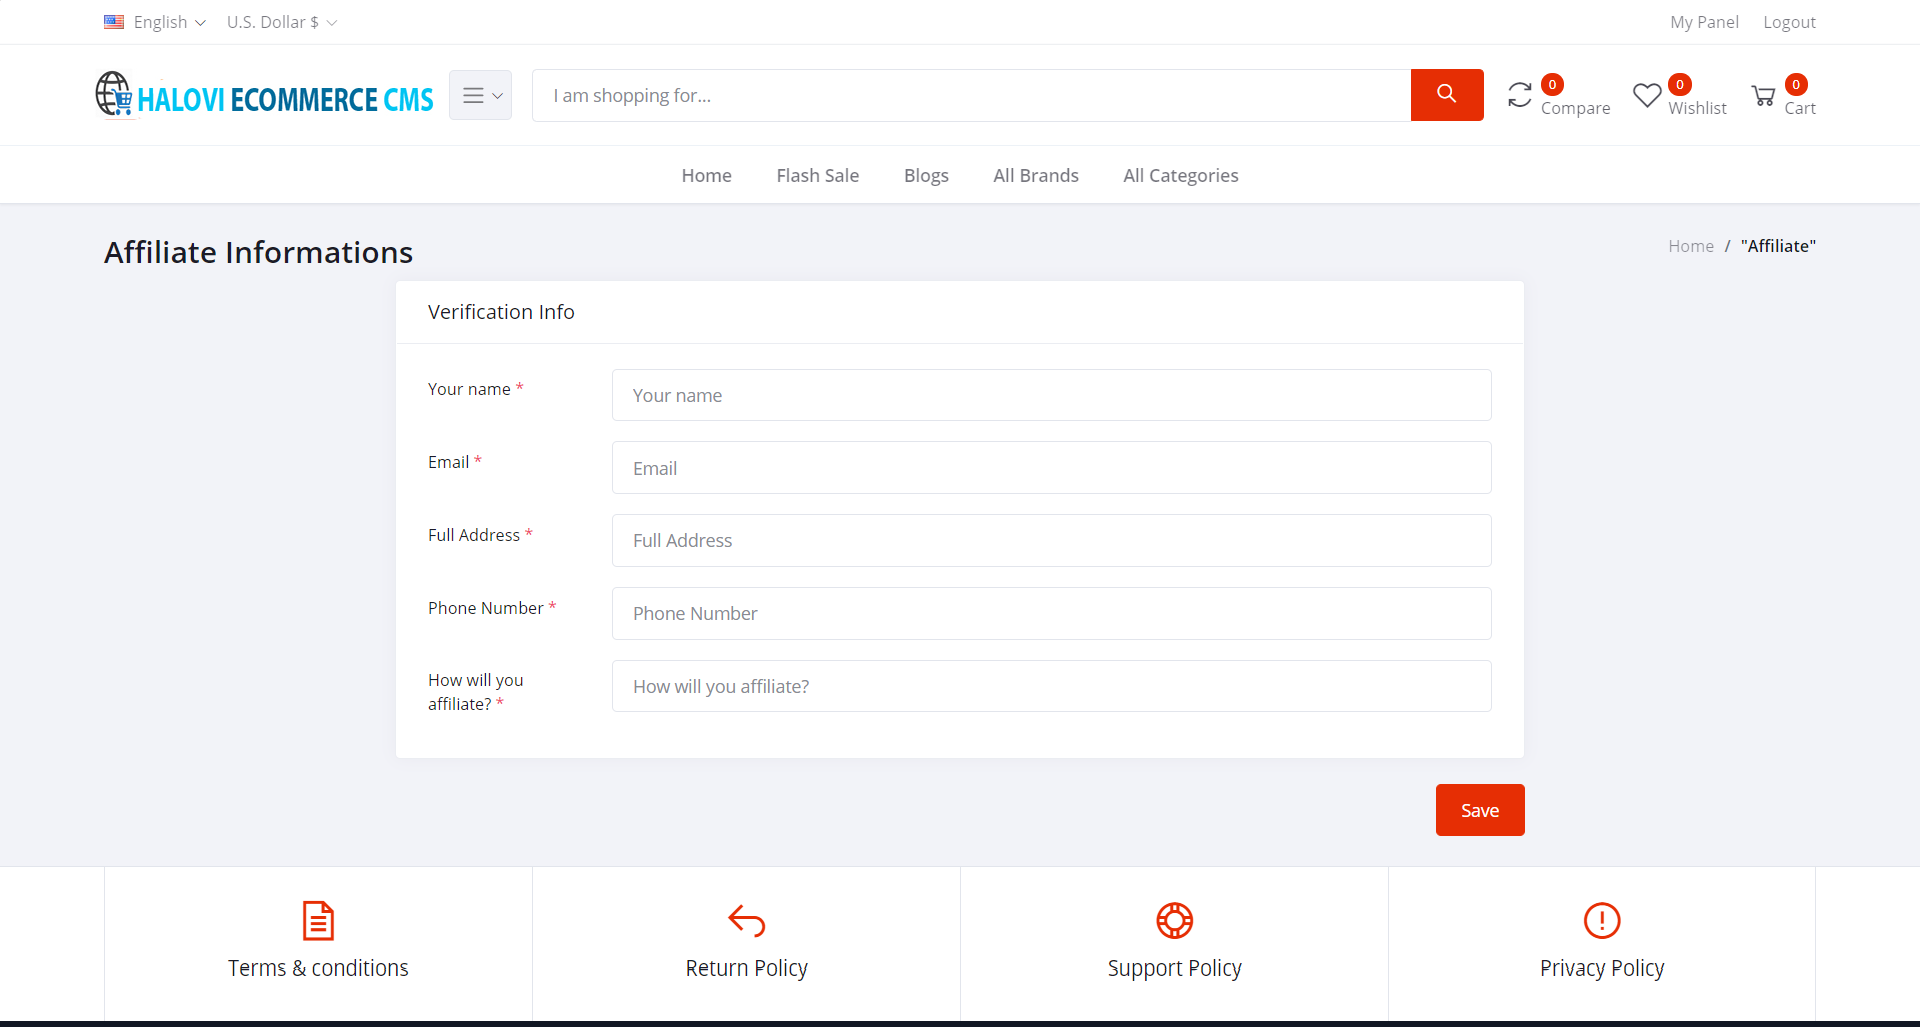 English U.S. Dollar $ My Panel Logout
HALOVI ECOMMERCE CMS I am shopping for... 0 Compare 0 Wishlist 0 Cart
Home Flash Sale Blogs All Brands All Categories
Affiliate Informations Home / "Affiliate"
Verification Info
Your name * Your name
Email * Email
Full Address * Full Address
Phone Number * Phone Number
How will you
affiliate? * How will you affiliate?
Save
Terms & conditions Return Policy Support Policy Privacy Policy